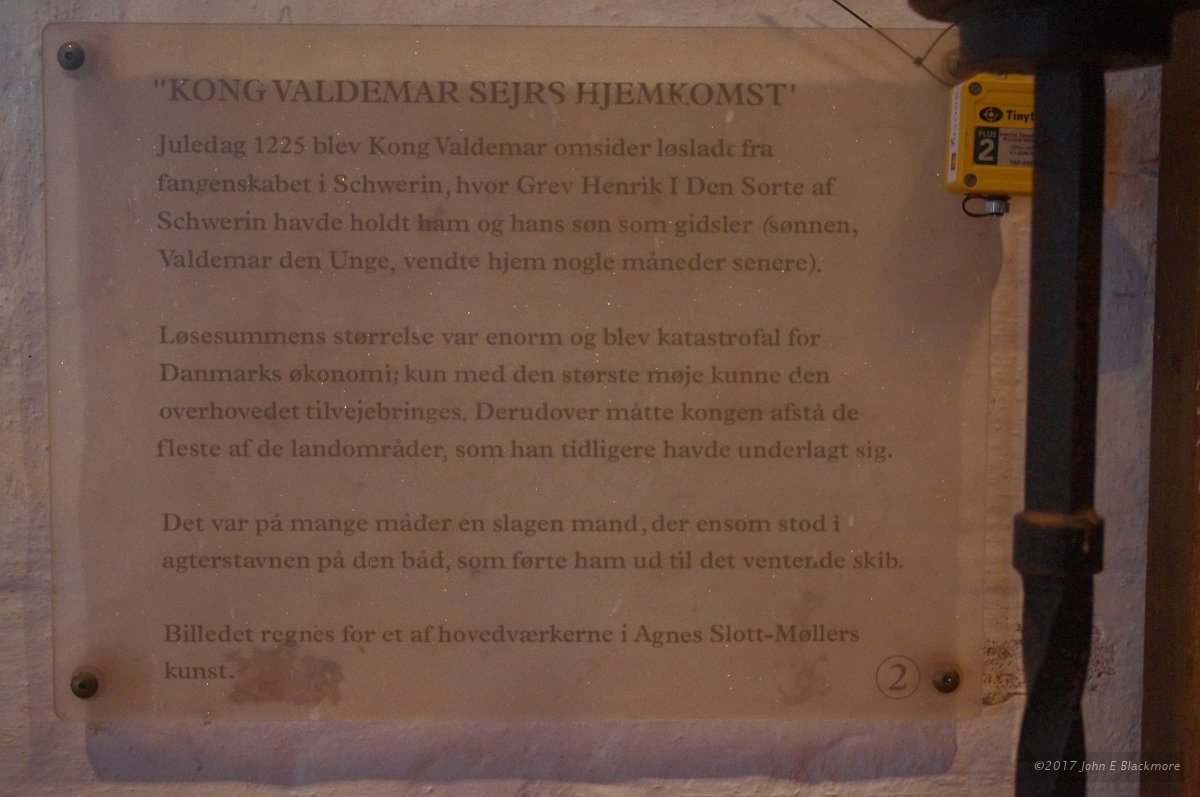 "KONG VALDEMAR SEJRS HJEMKOMST'
Juledag 1225 blev Kong Valdemar omsider løsladt fra
fangenskabet i Schwerin, hvor Grev Henrik I Den Sorte af
Schwerin havde holdt ham og hans søn som gidsler (sønnen,
Valdemar den Unge, vendte hjem nogle måneder senere).
Løsesummens størrelse var enorm og blev katastrofal for
Danmarks økonomi; kun med den største møje kunne den
overhovedet tilvejebringes. Derudover måtte kongen afstå de
fleste af de landområder, som han tidligere havde underlagt sig.
Det var på mange måder en slagen mand, der ensom stod i
agterstavnen på den båd, som førte ham ud til det ventende skib.
Billedet regnes for et af hovedværkerne i Agnes Slott-Møllers
kunst.
2
Tinyt
PLUS
2
©2017 John E Blackmore